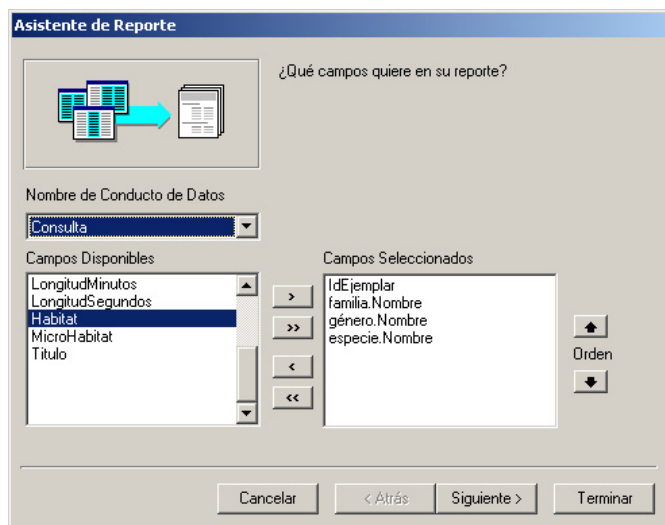 Asistente de Reporte
¿Qué campos quiere en su reporte?
Nombre de Conducto de Datos
Consulta
Campos Disponibles
LongitudMinutos
LongitudSegundos
Habitat
MicroHabitat
Titulo
>
>>
<
<<
Campos Seleccionados
IdEjemplar
familia.Nombre
género.Nombre
especie.Nombre
Orden
Cancelar
< Atrás
Siguiente >
Terminar